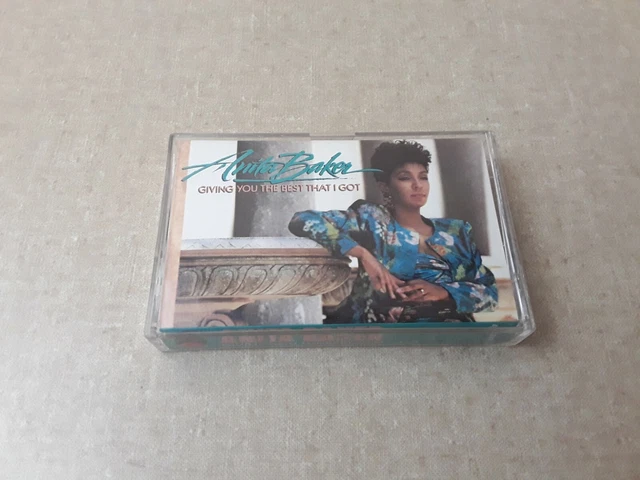 Anita Baker
GIVING YOU THE BEST THAT I GOT